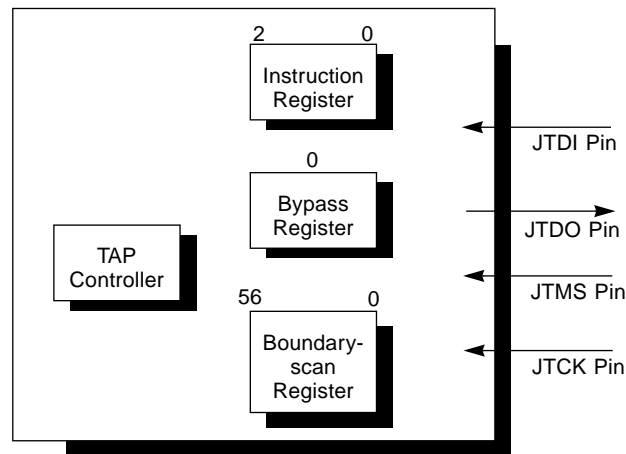 2 0
Instruction
Register
JTDI Pin
0
Bypass
Register
JTDO Pin
TAP
Controller
JTMS Pin
56 0
Boundary-
scan
Register
JTCK Pin